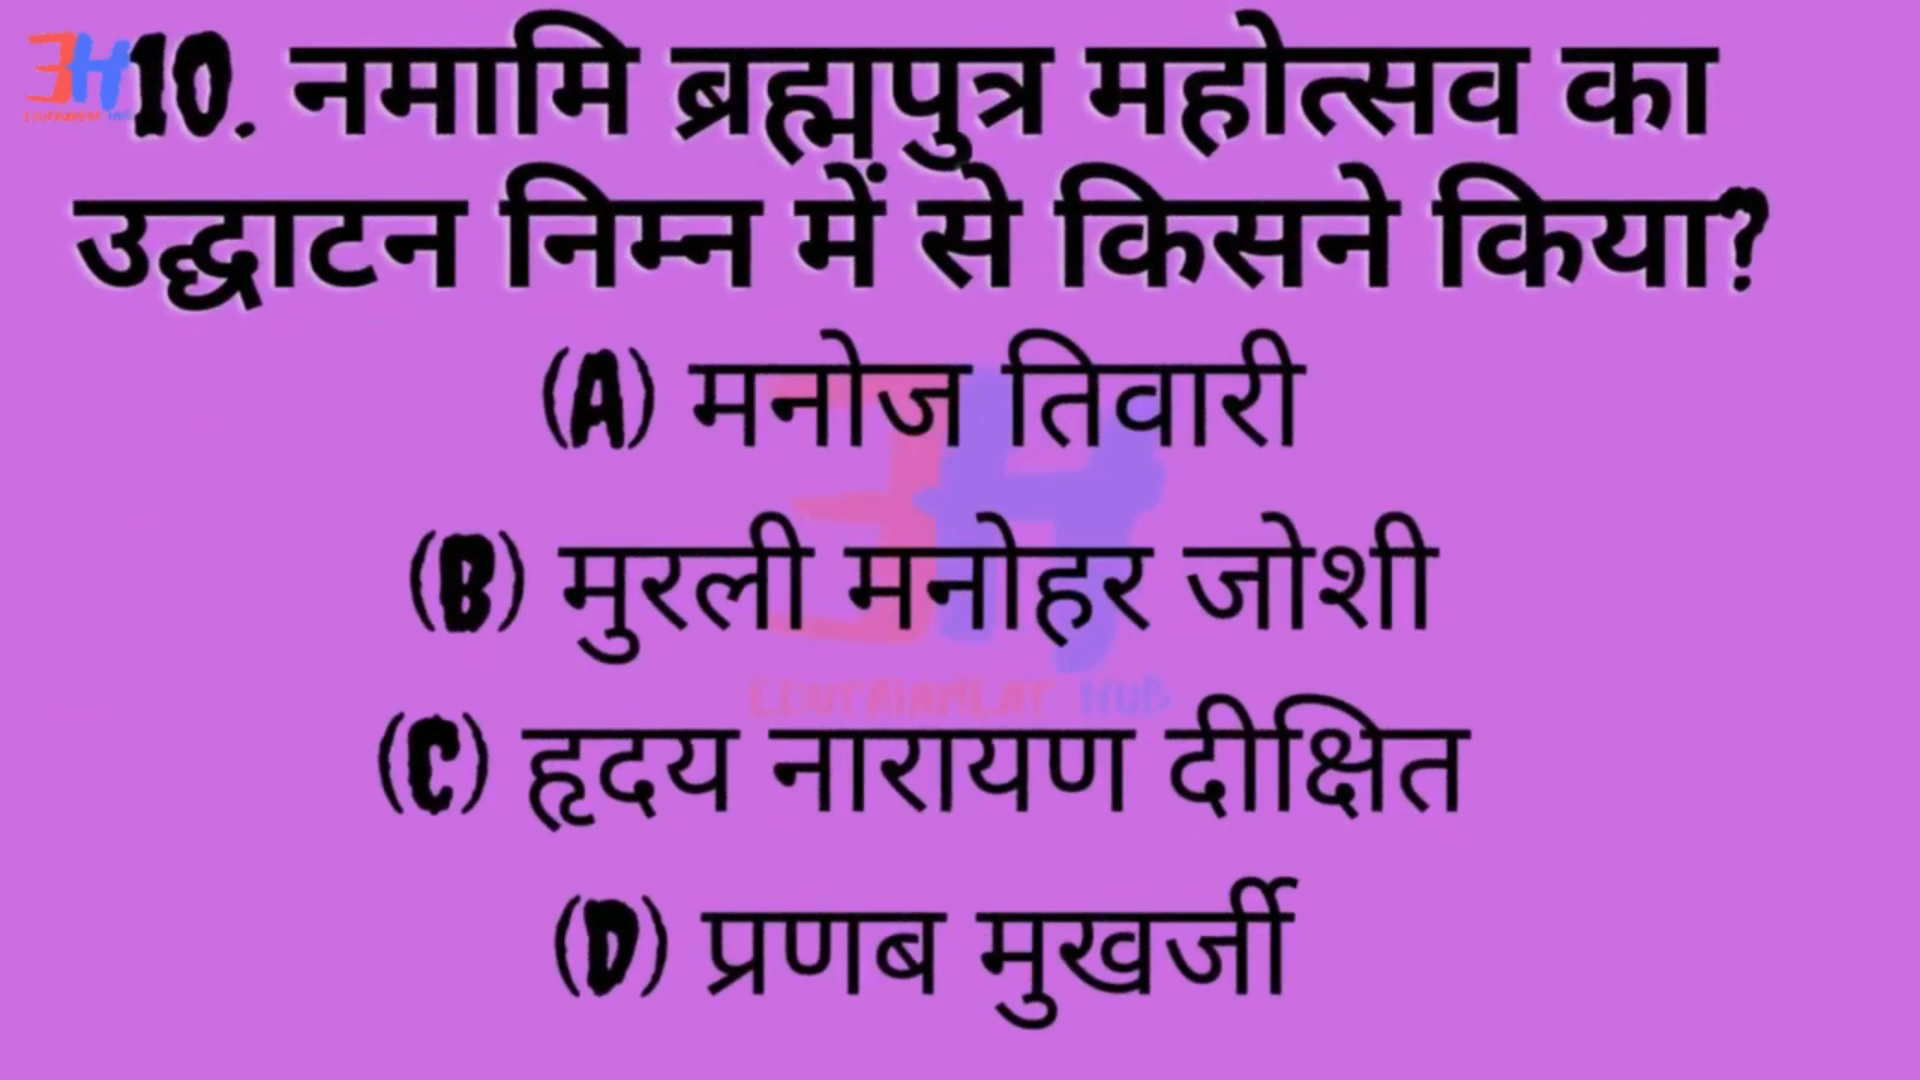 10. नमामि ब्रह्मपुत्र महोत्सव का
उद्घाटन निम्न में से किसने किया?
(A) मनोज तिवारी
(B) मुरली मनोहर जोशी
(C) हृदय नारायण दीक्षित
(D) प्रणब मुखर्जी